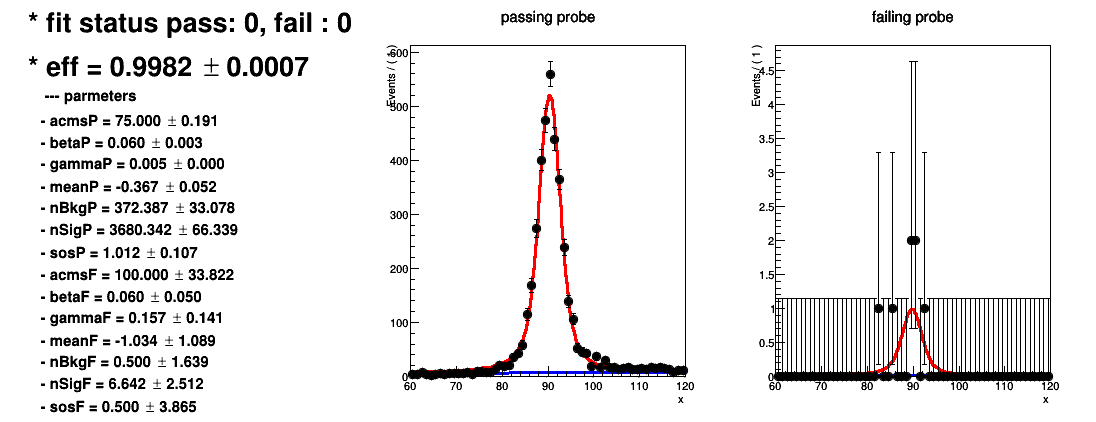 * fit status pass: 0, fail : 0
* eff = 0.9982 ± 0.0007
--- parmeters
- acmsP = 75.000 ± 0.191
- betaP = 0.060 ± 0.003
- gammaP = 0.005 ± 0.000
- meanP = -0.367 ± 0.052
- nBkgP = 372.387 ± 33.078
- nSigP = 3680.342 ± 66.339
- sosP = 1.012 ± 0.107
- acmsF = 100.000 ± 33.822
- betaF = 0.060 ± 0.050
- gammaF = 0.157 ± 0.141
- meanF = -1.034 ± 1.089
- nBkgF = 0.500 ± 1.639
- nSigF = 6.642 ± 2.512
- sosF = 0.500 ± 3.865
passing probe
Events / ( 1 )
600
500
400
300
200
100
0
60 70 80 90 100 110 120
x
failing probe
Events / ( 1 )
4.5
4
3.5
3
2.5
2
1.5
1
0.5
0
60 70 80 90 100 110 120
x